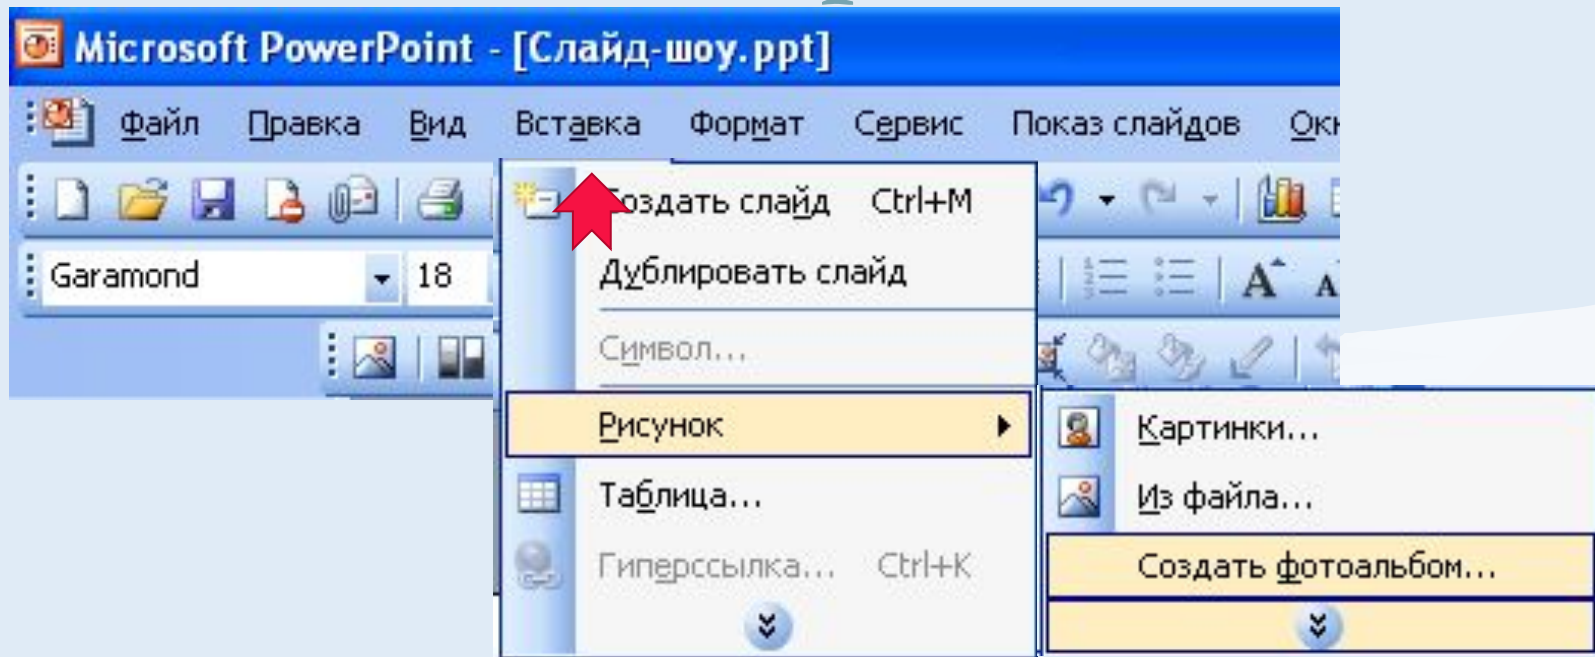 Microsoft PowerPoint - [Слайд-шоу.ppt]
Файл Правка Вид Вставка Формат Сервис Показ слайдов
Создать слайд Ctrl+M
Garamond 18
Дублировать слайд
Символ...
Рисунок
Картинки...
Таблица...
Из файла...
Гиперссылка... Ctrl+K
Создать фотоальбом...